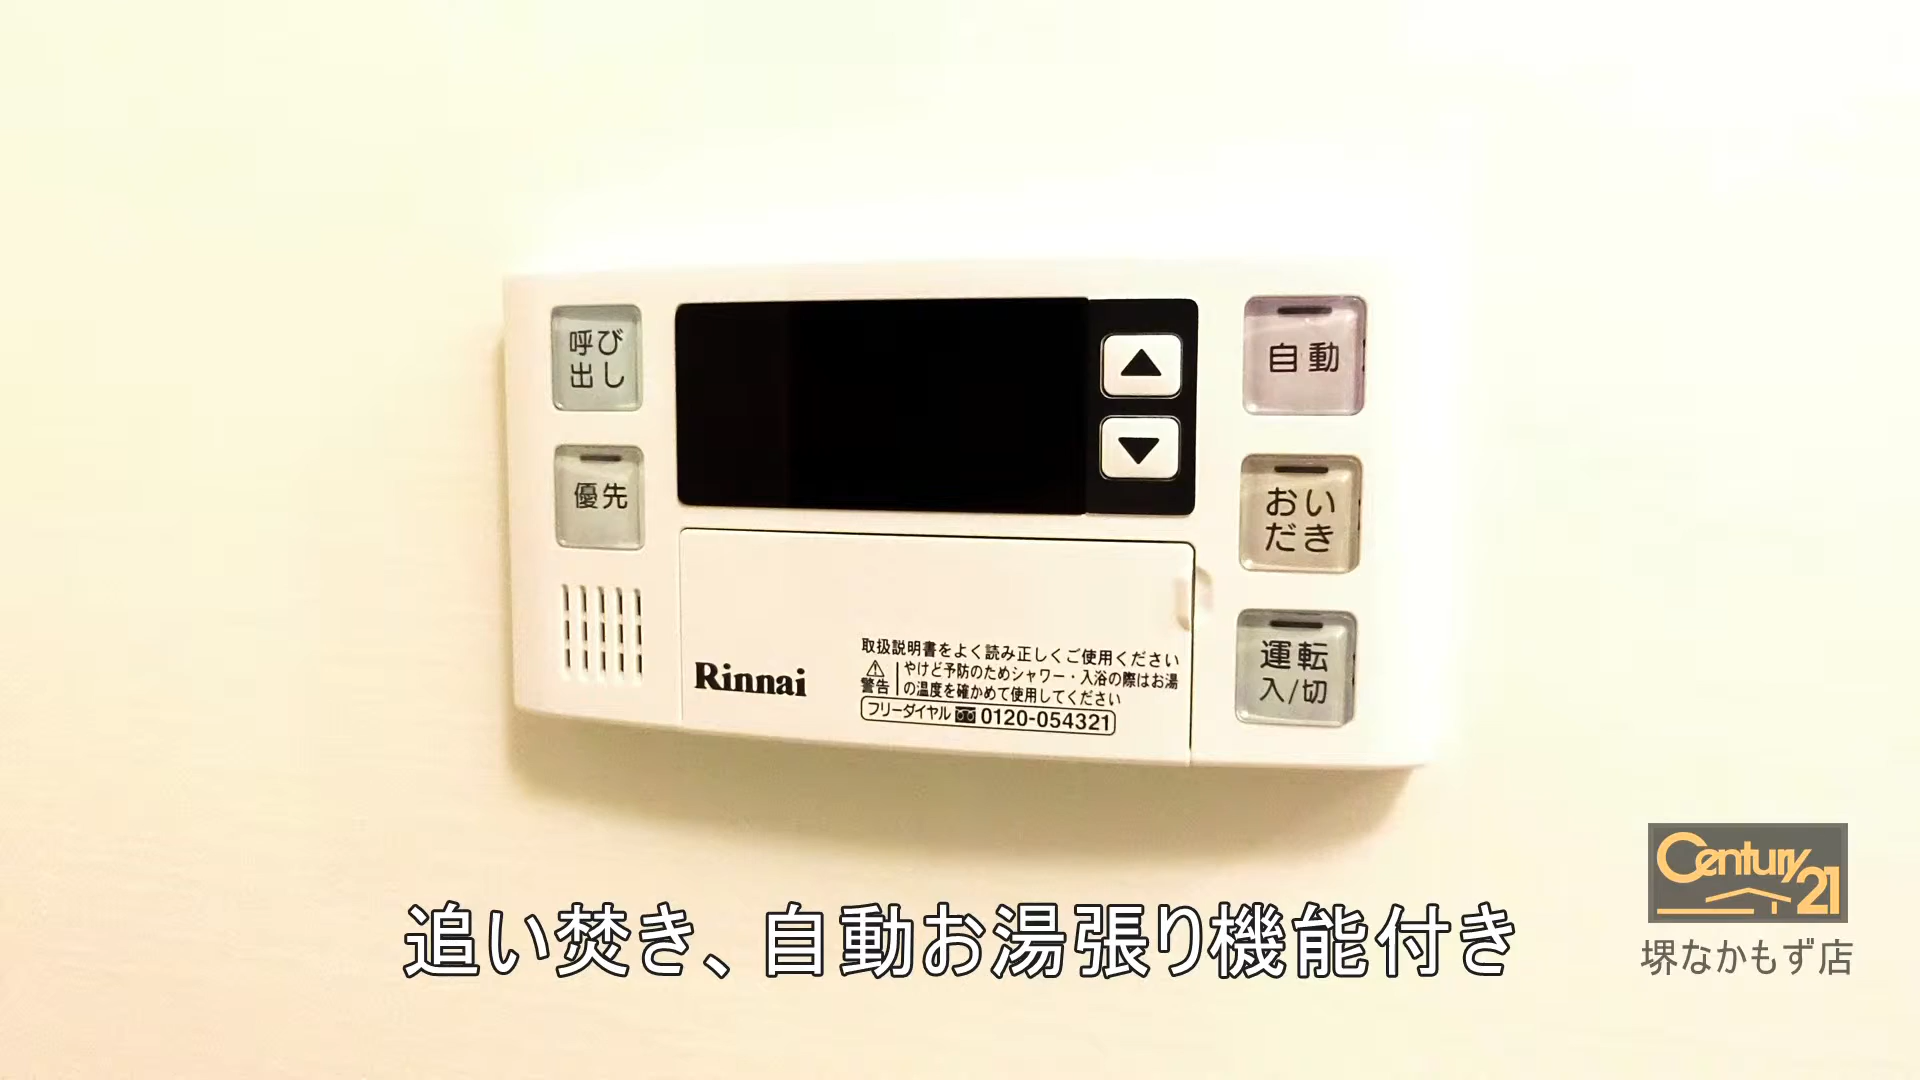 呼び
出し
優先
▲
▼
自動
おい
だき
運転
入/切
Rinnai
取扱説明書をよく読み正しくご使用ください
警告
やけど予防のためシャワー・入浴の際はお湯
の温度を確かめて使用してください
フリーダイヤル 0120-054321
追い焚き、自動お湯張り機能付き
Century 21
堺なかもず店